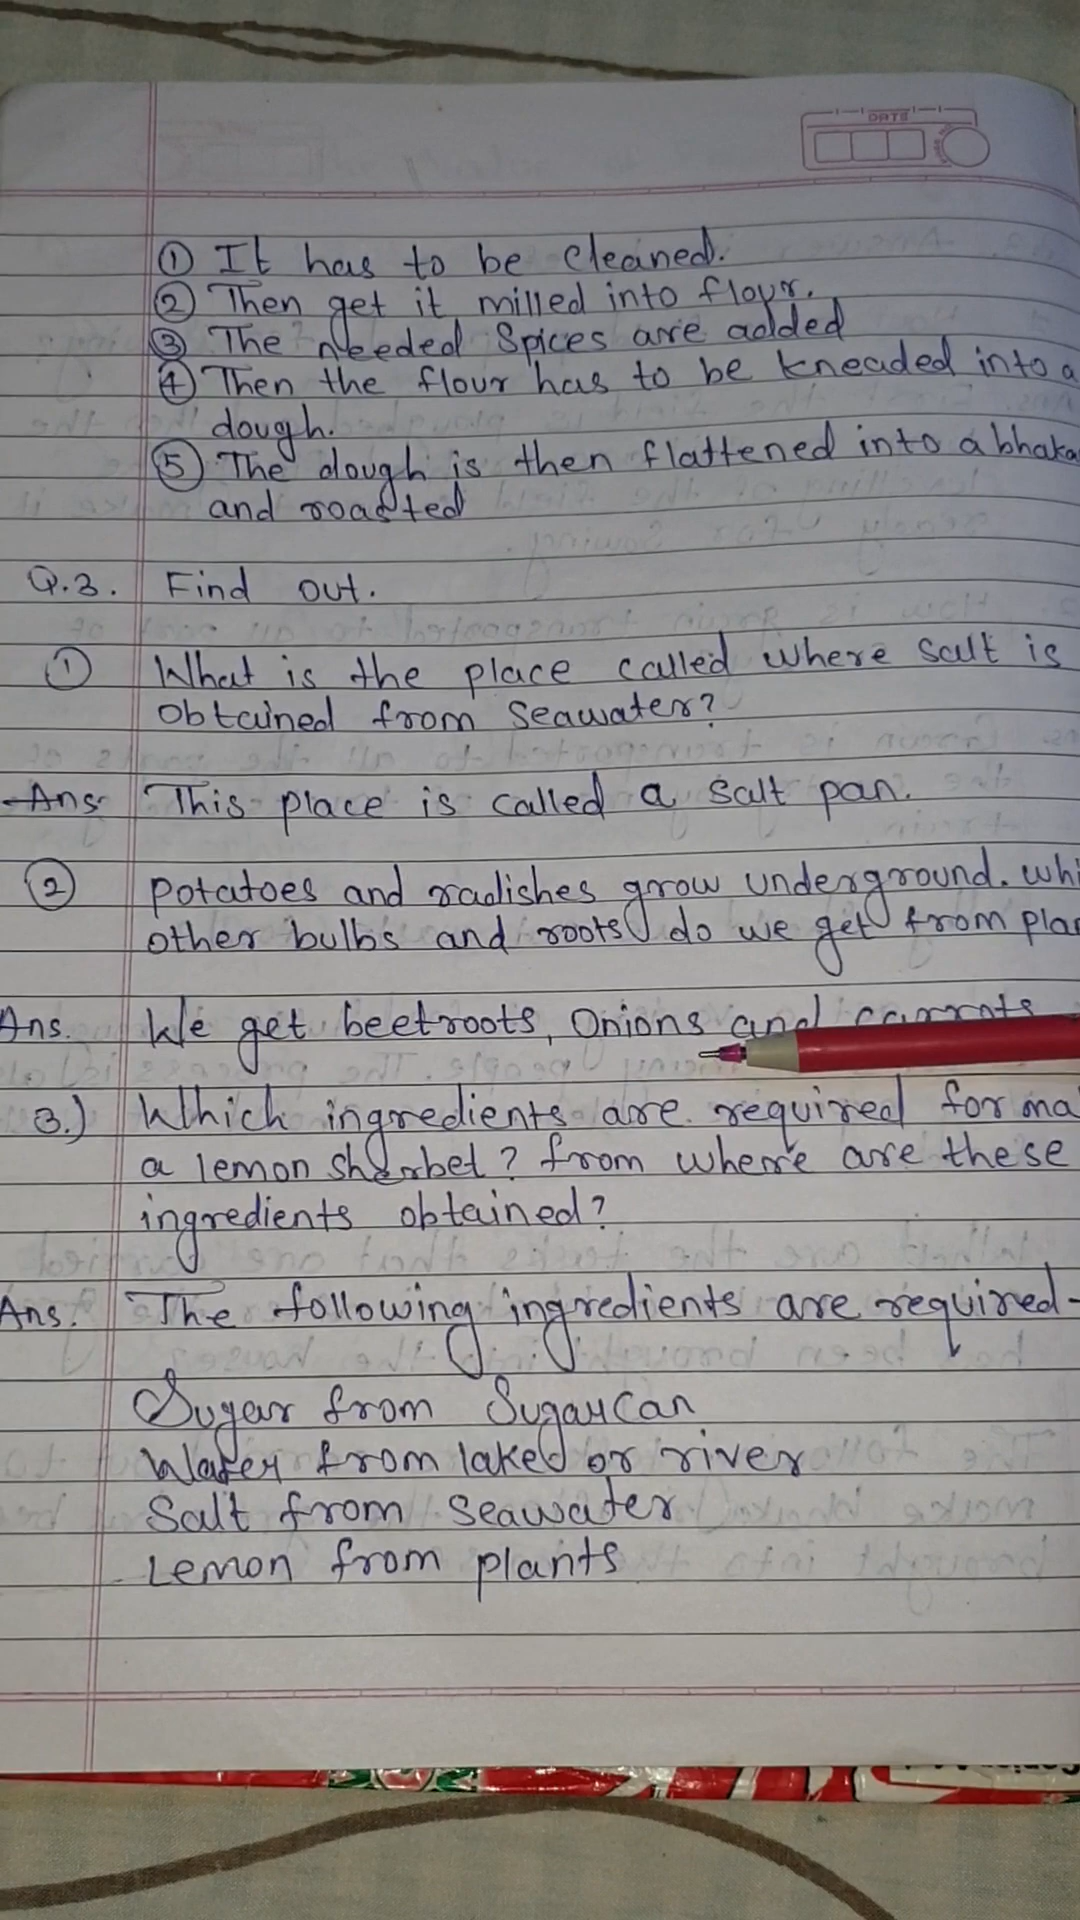 DATE
① It has to be cleaned.
② Then get it milled into flour.
③ The needed Spices are added
④ Then the flour has to be kneaded into a
dough.
⑤ The dough is then flattened into a bhaka
and roasted
Q.3. Find out.
① What is the place called where salt is
obtained from seawater?
Ans. This place is called a salt pan.
② Potatoes and radishes grow underground. whi
other bulbs and roots do we get from plan
Ans. We get beetroots, Onions and carrots
3.) Which ingredients are required for ma
a lemon sherbet? from where are these
ingredients obtained?
Ans. The following ingredients are required-
Sugar from Sugarcan
Water from laked or river
Salt from seawater
Lemon from plants